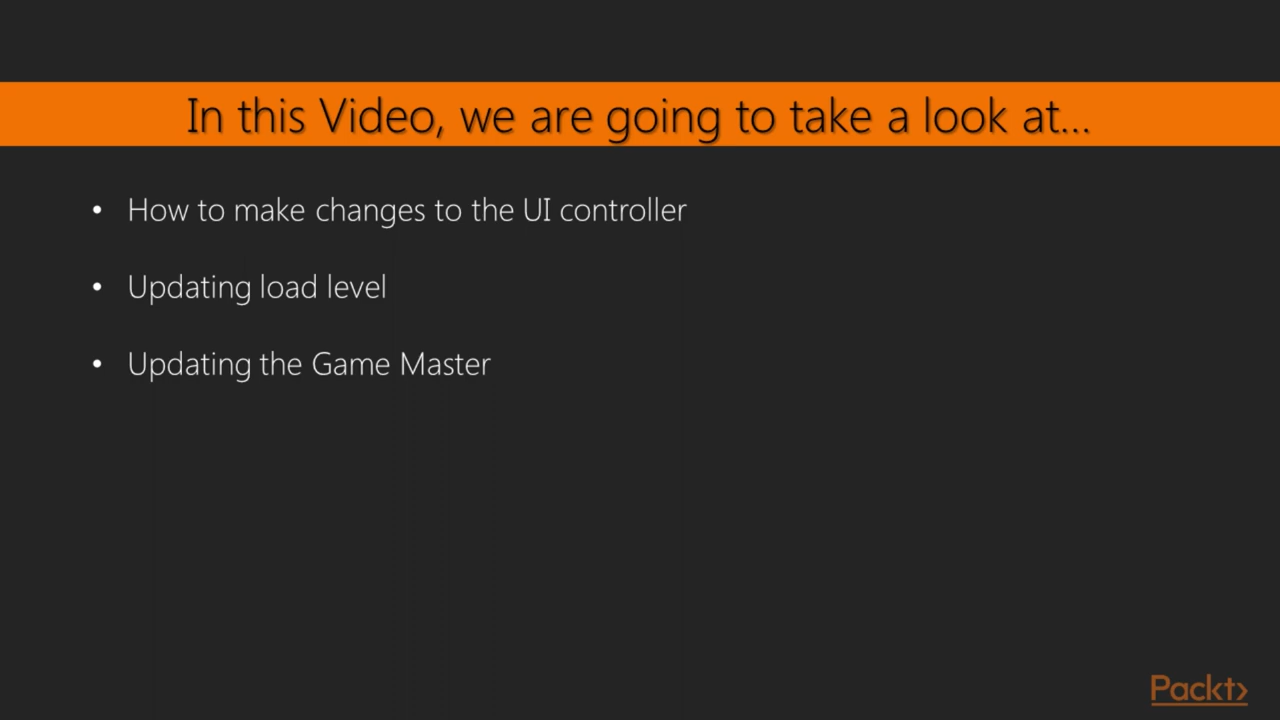 In this Video, we are going to take a look at...
• How to make changes to the UI controller
• Updating load level
• Updating the Game Master
Packt>